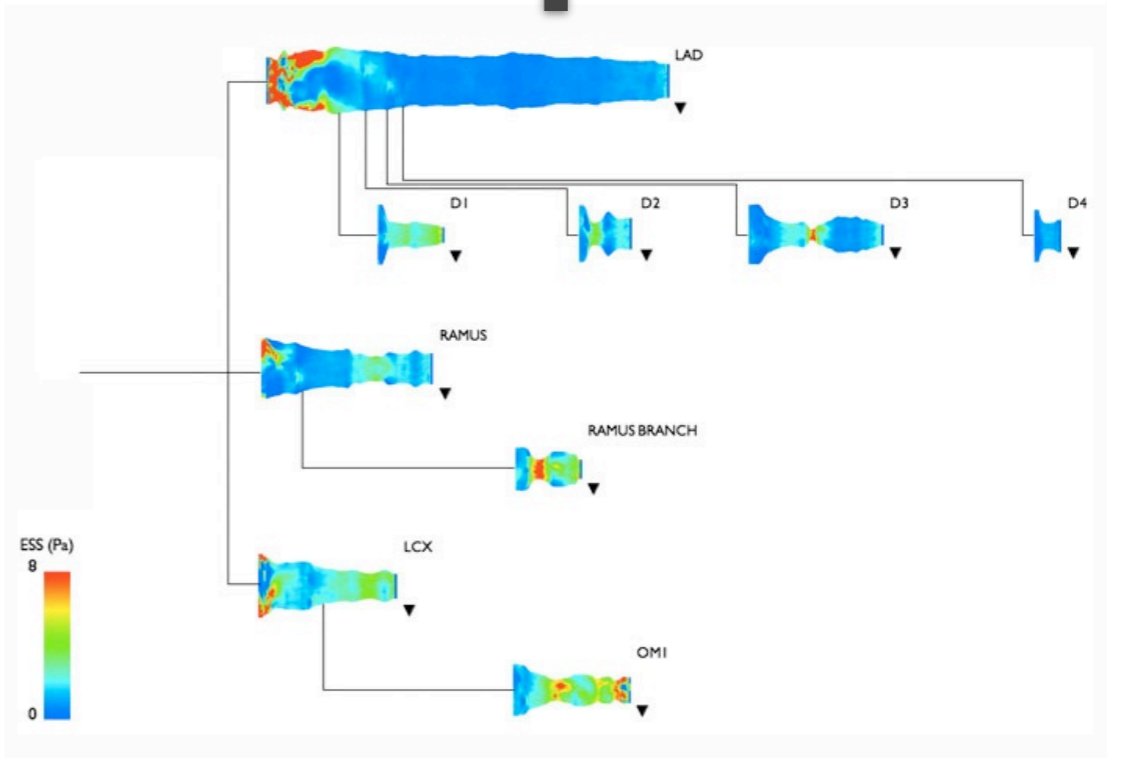 LAD
D1
D2
D3
D4
RAMUS
RAMUS BRANCH
LCX
OM1
ESS (Pa)
8
0